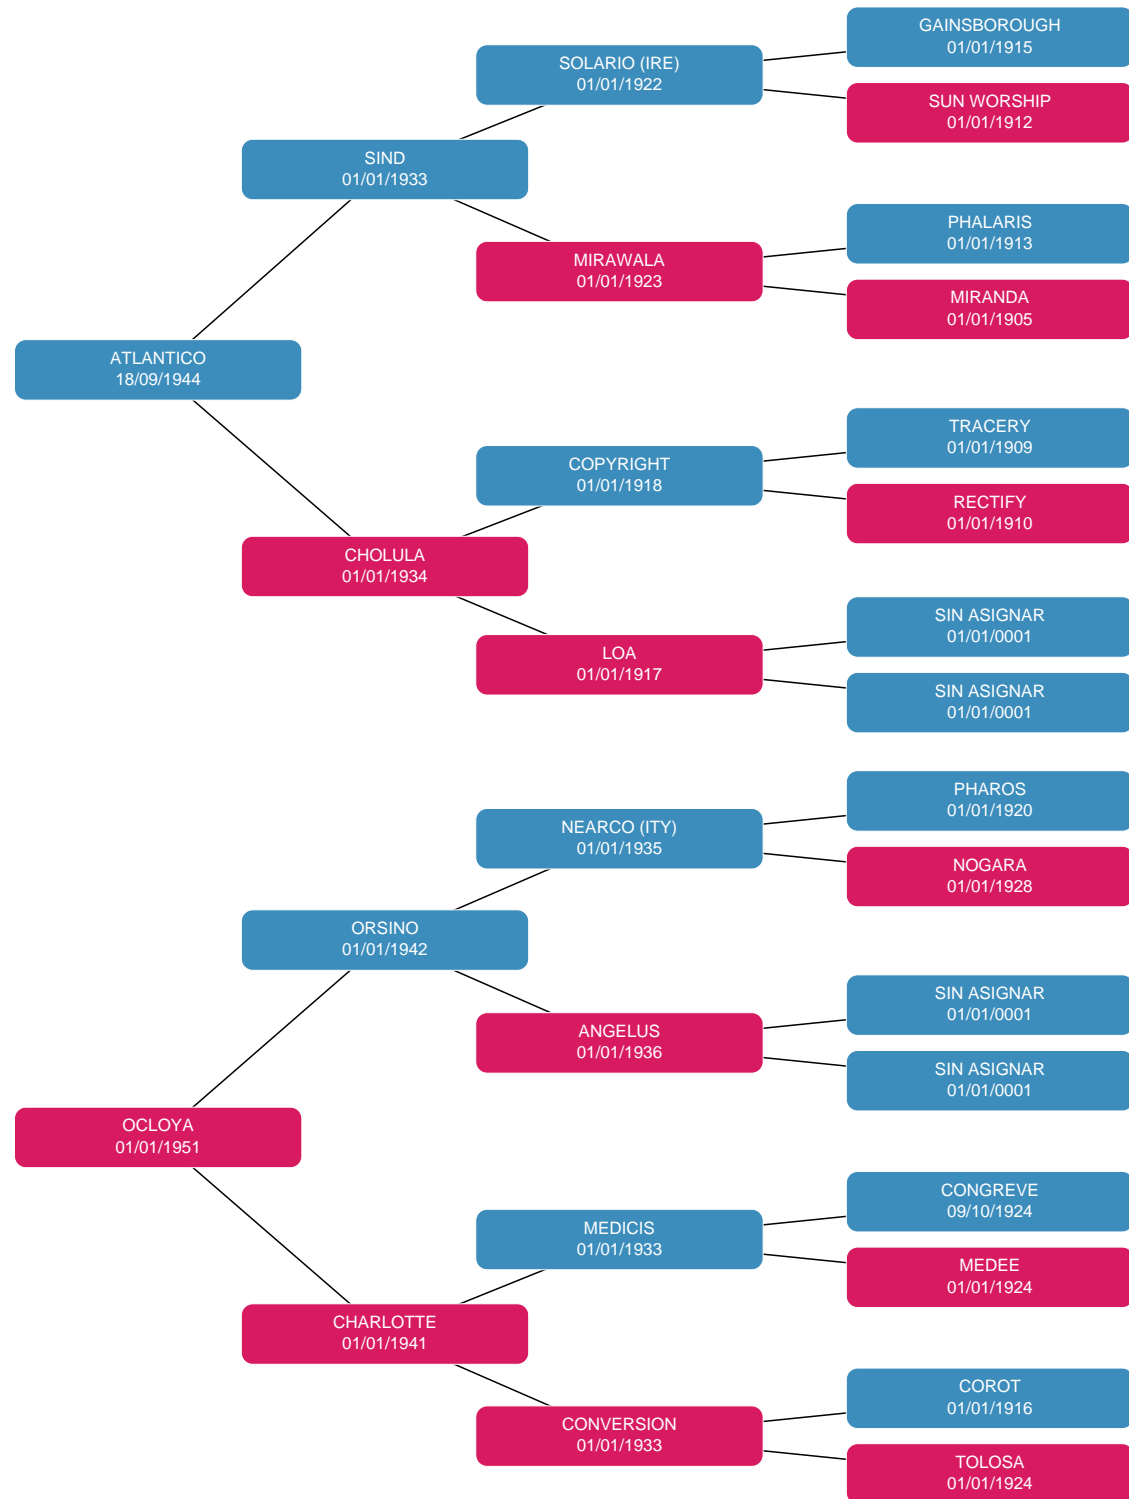 GAINSBOROUGH
01/01/1915
SOLARIO (IRE)
01/01/1922
SUN WORSHIP
01/01/1912
SIND
01/01/1933
PHALARIS
01/01/1913
MIRAWALA
01/01/1923
MIRANDA
01/01/1905
ATLANTICO
18/09/1944
TRACERY
01/01/1909
COPYRIGHT
01/01/1918
RECTIFY
01/01/1910
CHOLULA
01/01/1934
SIN ASIGNAR
01/01/0001
LOA
01/01/1917
SIN ASIGNAR
01/01/0001
PHAROS
01/01/1920
NEARCO (ITY)
01/01/1935
NOGARA
01/01/1928
ORSINO
01/01/1942
SIN ASIGNAR
01/01/0001
ANGELUS
01/01/1936
SIN ASIGNAR
01/01/0001
OCLOYA
01/01/1951
CONGREVE
09/10/1924
MEDICIS
01/01/1933
MEDEE
01/01/1924
CHARLOTTE
01/01/1941
COROT
01/01/1916
CONVERSION
01/01/1933
TOLOSA
01/01/1924